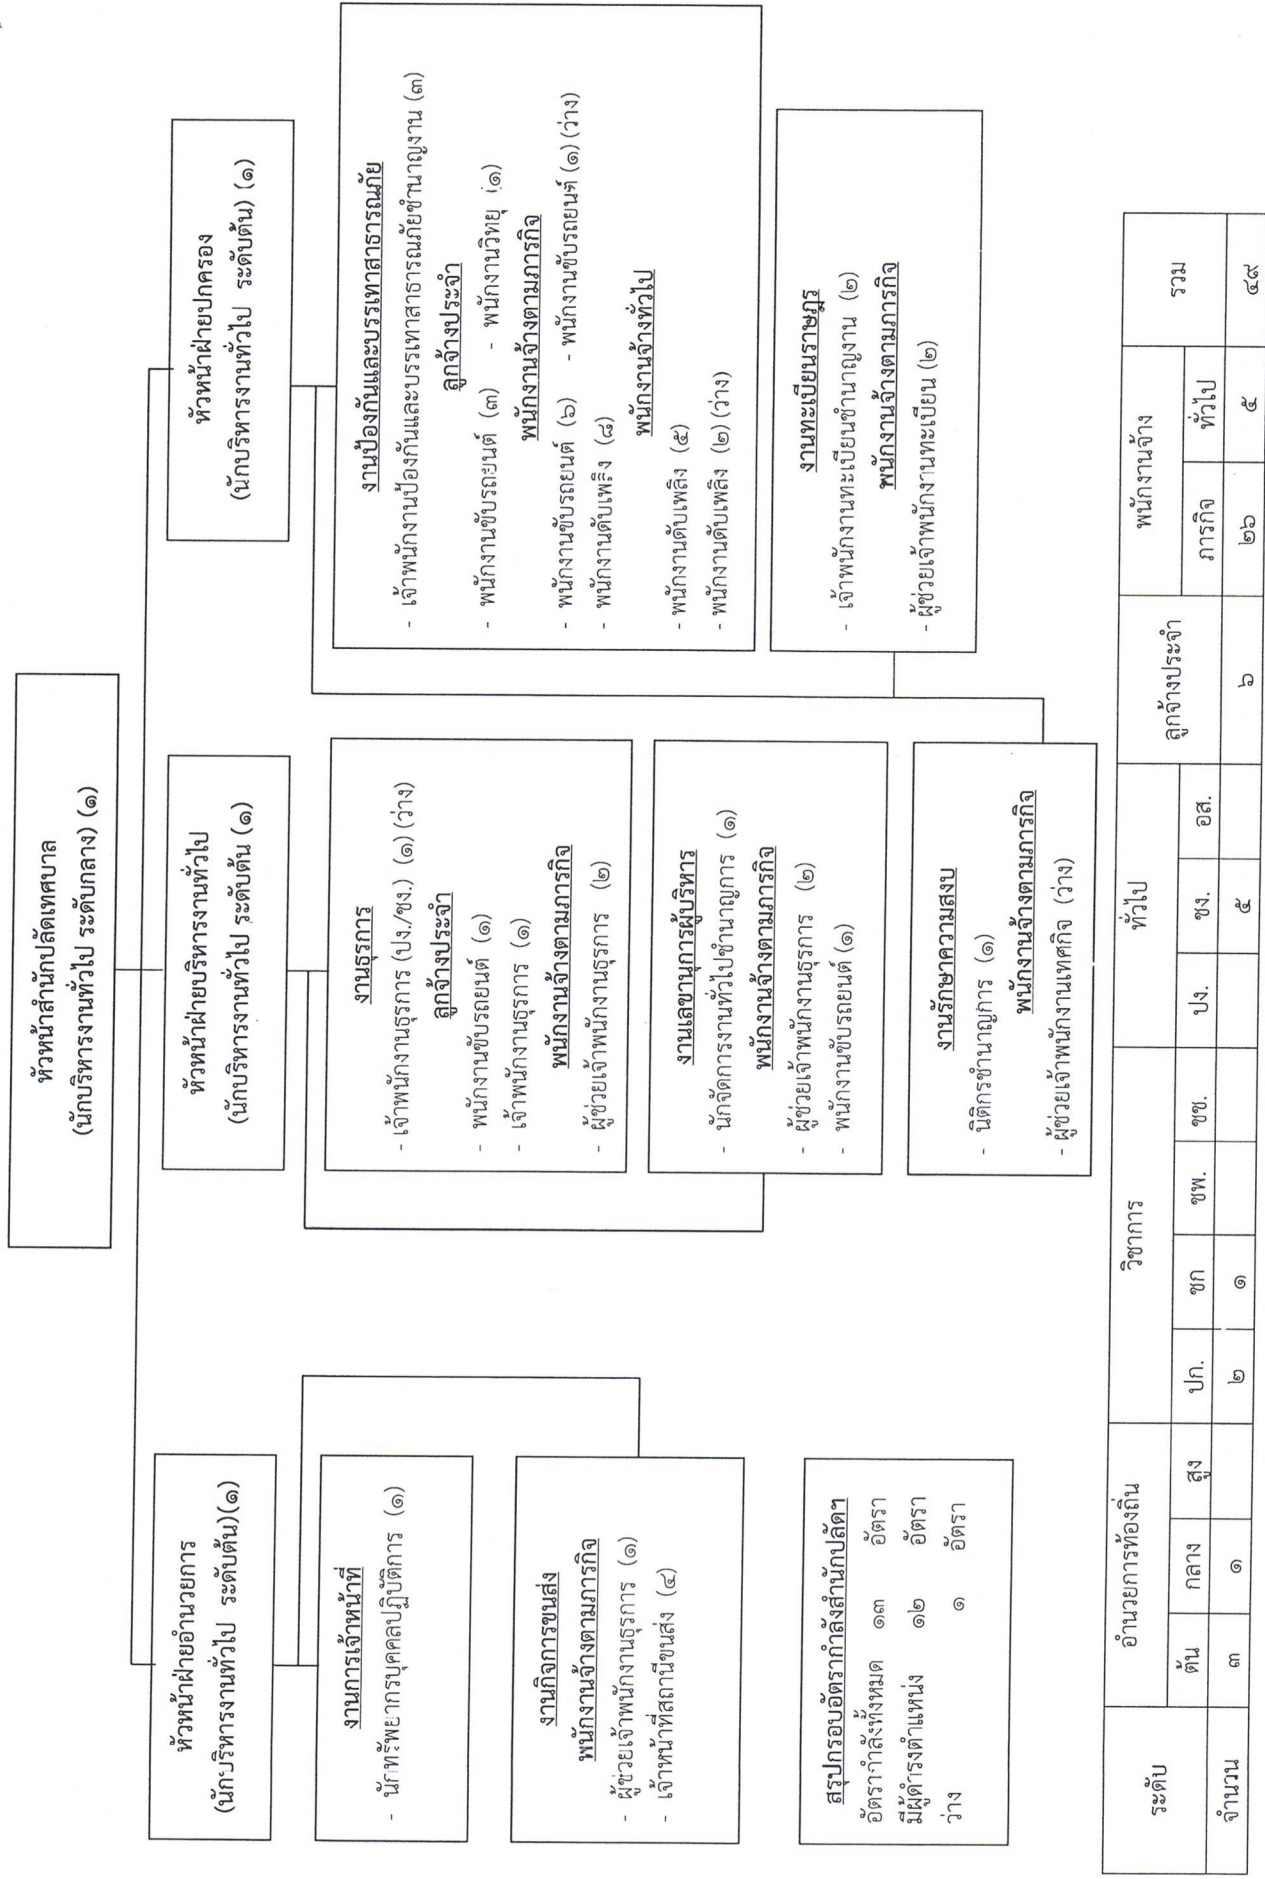 หัวหน้าสำนักปลัดเทศบาล
(นักบริหารงานทั่วไป ระดับกลาง) (๑)
หัวหน้าฝ่ายอำนวยการ
(นักบริหารงานทั่วไป ระดับต้น)(๑)
งานการเจ้าหน้าที่
- นักทรัพยากรบุคคลปฏิบัติการ (๑)
งานกิจการขนส่ง
พนักงานจ้างตามภารกิจ
- ผู้ช่วยเจ้าพนักงานธุรการ (๑)
- เจ้าหน้าที่สถานีขนส่ง (๔)
สรุปกรอบอัตรากำลังสำนักปลัดฯ
อัตรากำลังทั้งหมด ๑๓ อัตรา
มีผู้ดำรงตำแหน่ง ๑๒ อัตรา
ว่าง ๑ อัตรา
หัวหน้าฝ่ายบริหารงานทั่วไป
(นักบริหารงานทั่วไป ระดับต้น (๑)
งานธุรการ
- เจ้าพนักงานธุรการ (ปง./ชง.) (๑) (ว่าง)
ลูกจ้างประจำ
- พนักงานขับรถยนต์ (๑)
- เจ้าพนักงานธุรการ (๑)
พนักงานจ้างตามภารกิจ
- ผู้ช่วยเจ้าพนักงานธุรการ (๒)
งานเลขานุการผู้บริหาร
- นักจัดการงานทั่วไปชำนาญการ (๑)
พนักงานจ้างตามภารกิจ
- ผู้ช่วยเจ้าพนักงานธุรการ (๒)
- พนักงานขับรถยนต์ (๑)
งานรักษาความสงบ
- นิติกรชำนาญการ (๑)
พนักงานจ้างตามภารกิจ
- ผู้ช่วยเจ้าพนักงานเทศกิจ (ว่าง)
หัวหน้าฝ่ายปกครอง
(นักบริหารงานทั่วไป ระดับต้น) (๑)
งานป้องกันและบรรเทาสาธารณภัย
- เจ้าพนักงานป้องกันและบรรเทาสาธารณภัยชำนาญงาน (๓)
ลูกจ้างประจำ
- พนักงานขับรถยนต์ (๓) - พนักงานวิทยุ (๑)
พนักงานจ้างตามภารกิจ
- พนักงานขับรถยนต์ (๖) - พนักงานขับรถยนต์ (๑) (ว่าง)
- พนักงานดับเพลิง (๘)
พนักงานจ้างทั่วไป
- พนักงานดับเพลิง (๕)
- พนักงานดับเพลิง (๒) (ว่าง)
งานทะเบียนราษฎร
- เจ้าพนักงานทะเบียนชำนาญงาน (๒)
พนักงานจ้างตามภารกิจ
- ผู้ช่วยเจ้าพนักงานทะเบียน (๒)
ระดับ อำนวยการท้องถิ่น วิชาการ ทั่วไป ลูกจ้างประจำ พนักงานจ้าง รวม
ต้น กลาง สูง ปก. ชก ชพ. ชช. ปง. ชง. อส. ภารกิจ ทั่วไป
จำนวน ๓ ๑ ๒ ๑ ๕ ๖ ๒๖ ๕ ๔๙